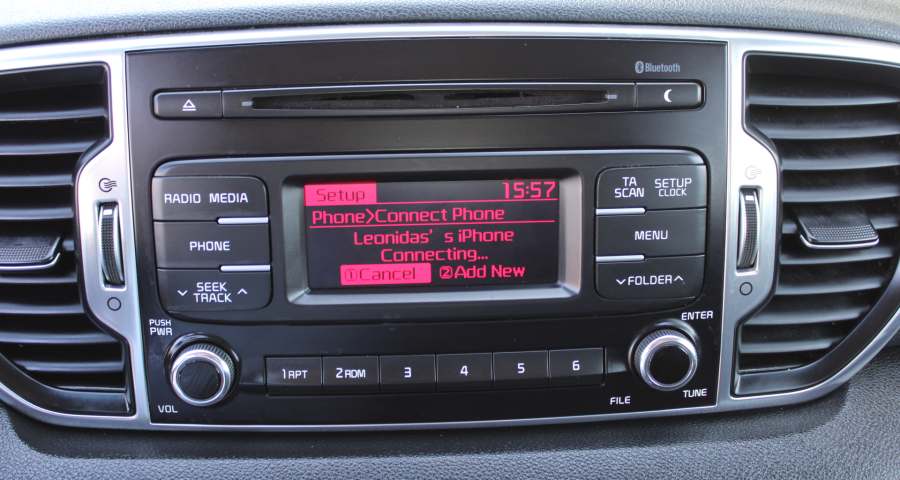 Bluetooth
RADIO MEDIA
PHONE
SEEK
TRACK
Setup 15:57
Phone>Connect Phone
Leonidas' s iPhone
Connecting...
①Cancel ②Add New
TA
SCAN
SETUP
CLOCK
MENU
FOLDER
PUSH
PWR
VOL
1 RPT
2 RDM
3
4
5
6
ENTER
FILE
TUNE